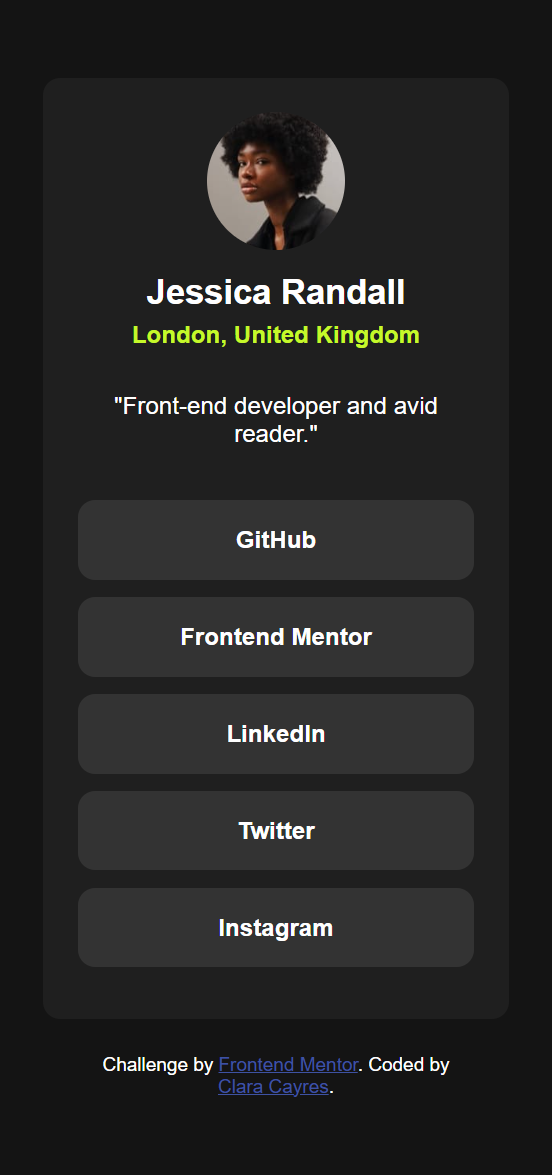 Jessica Randall
London, United Kingdom
"Front-end developer and avid
reader."
GitHub
Frontend Mentor
LinkedIn
Twitter
Instagram
Challenge by Frontend Mentor. Coded by
Clara Cayres.